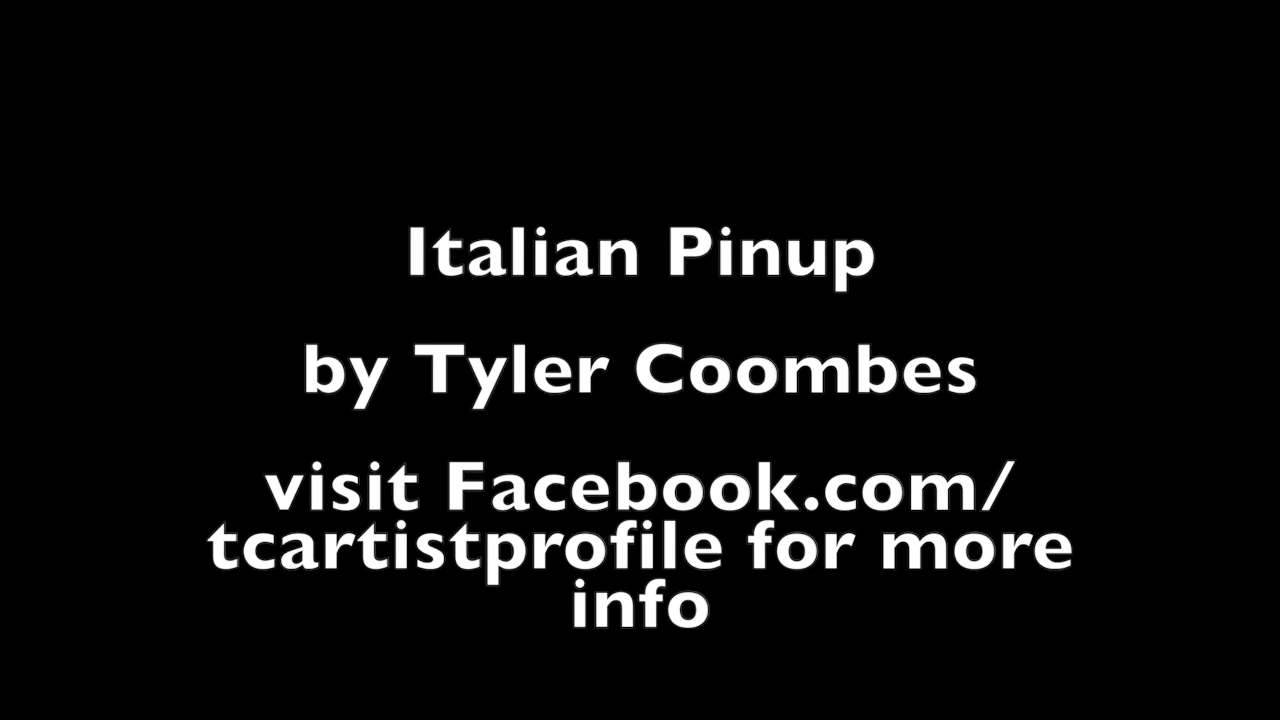 Italian Pinup
by Tyler Coombes
visit Facebook.com/
tcartistprofile for more
info